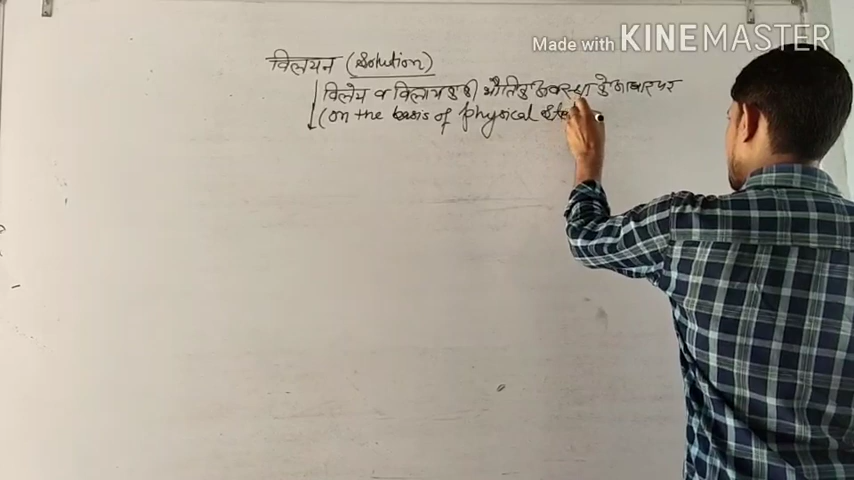 Made with KINEMASTER
विलयन (Solution)
विलेय व विलायक की भौतिक अवस्था के आधार पर
(on the basis of physical State